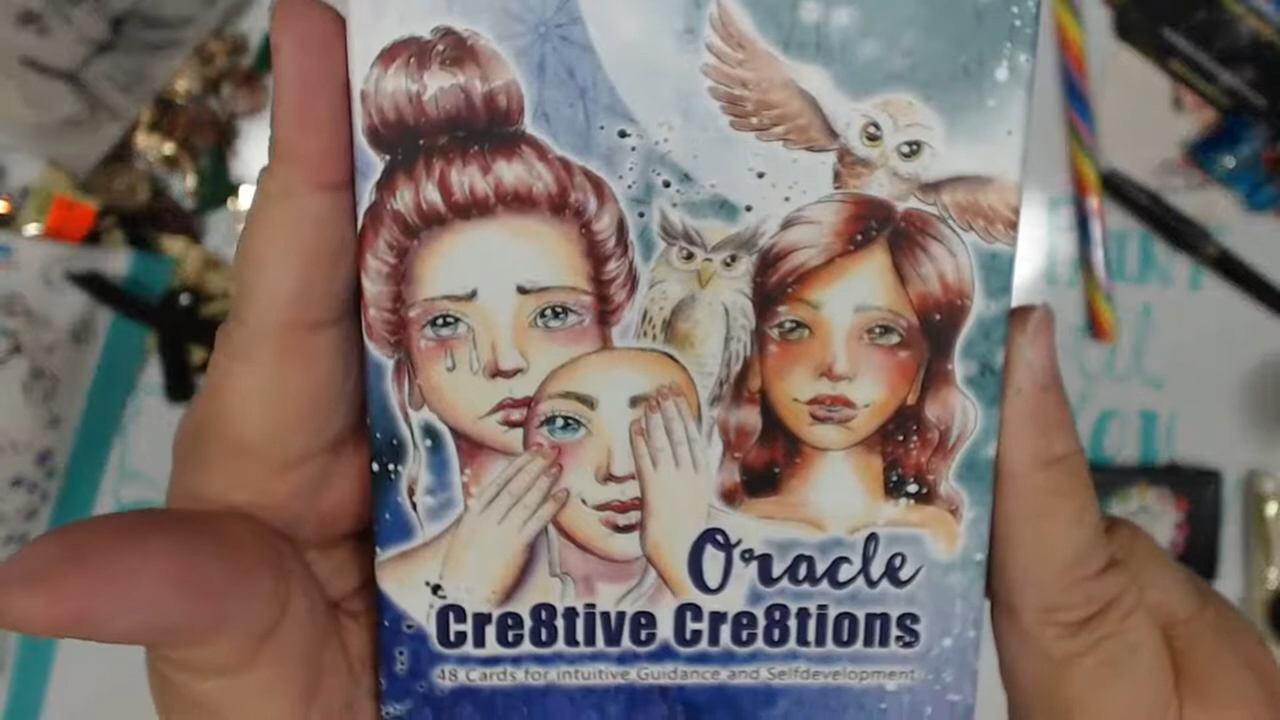 Oracle
Cre8tive Cre8tions
48 Cards for intuitive Guidance and Selfdevelopment